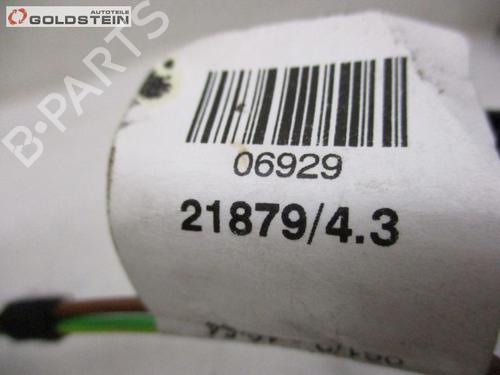 AUTOTEILE
GOLDSTEIN
B-PARTS
06929
21879/4.3